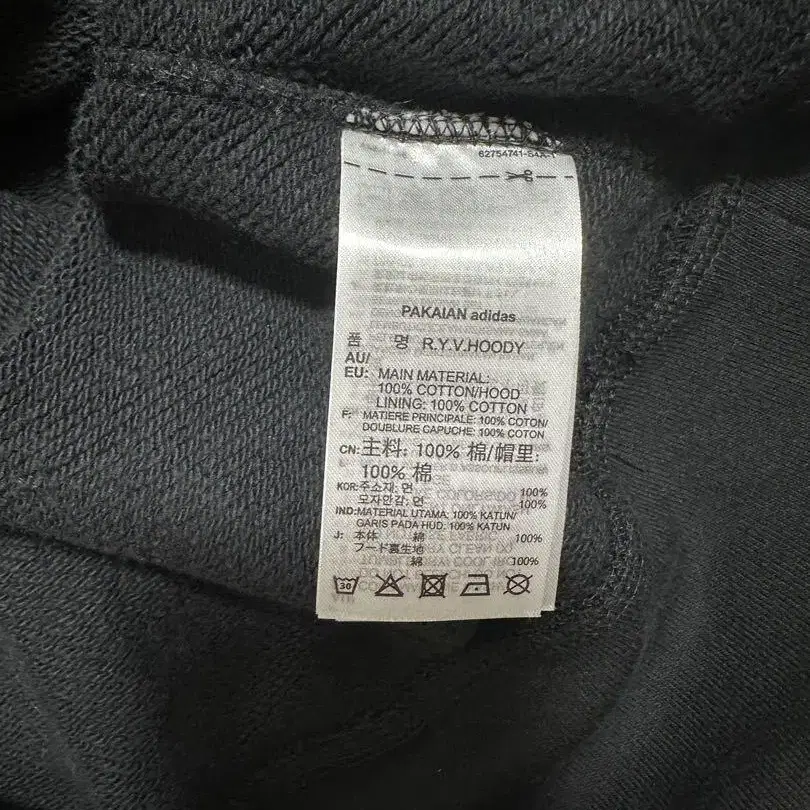 62754741-S4A-1
PAKAIAN adidas
품 명 R.Y.V.HOODY
AU/
EU: MAIN MATERIAL:
100% COTTON/HOOD
LINING: 100% COTTON
F: MATIERE PRINCIPALE: 100% COTON/
DOUBLURE CAPUCHE: 100% COTON
CN:主料: 100% 棉/帽里:
100% 棉
KOR:주소재: 면 100%
모자안감: 면 100%
IND:MATERIAL UTAMA: 100% KATUN/
GARIS PADA HUD: 100% KATUN
J: 本体 綿 100%
フード裏生地
綿 100%
30